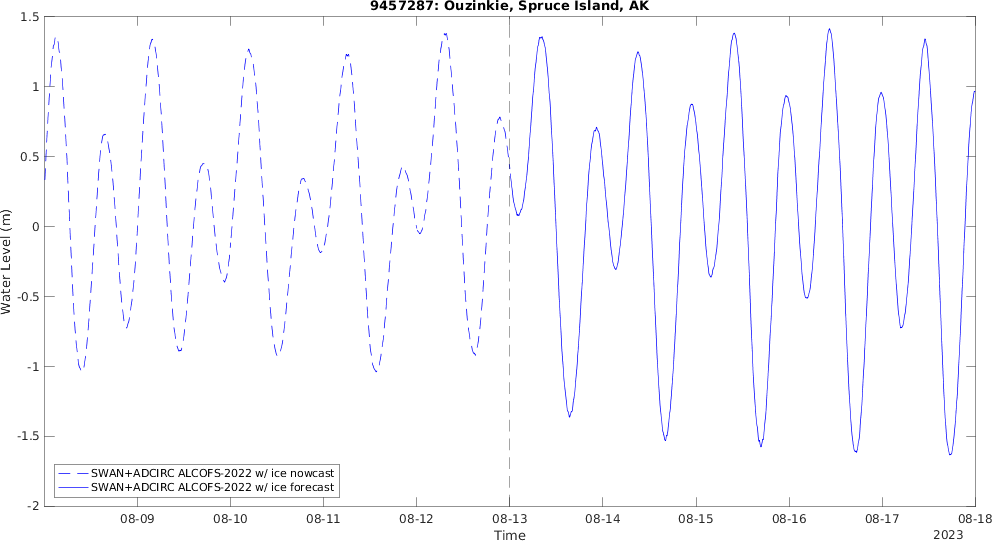 9457287: Ouzinkie, Spruce Island, AK
1.5
1
0.5
0
-0.5
-1
-1.5
-2
Water Level (m)
SWAN+ADCIRC ALCOFS-2022 w/ ice nowcast
SWAN+ADCIRC ALCOFS-2022 w/ ice forecast
08-09 08-10 08-11 08-12 08-13 08-14 08-15 08-16 08-17 08-18
Time
2023